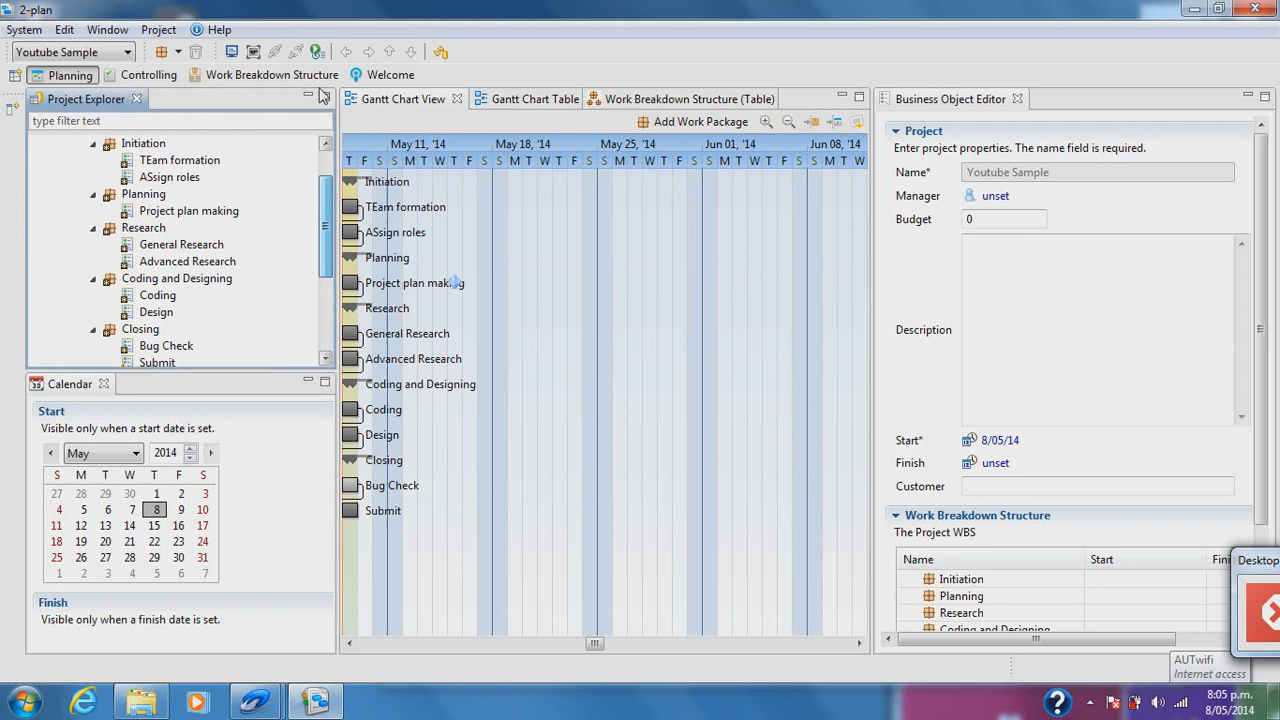 2-plan
System Edit Window Project Help
Youtube Sample
Planning Controlling Work Breakdown Structure Welcome
Project Explorer
type filter text
Initiation
TEam formation
ASsign roles
Planning
Project plan making
Research
General Research
Advanced Research
Coding and Designing
Coding
Design
Closing
Bug Check
Submit
Calendar
Start
Visible only when a start date is set.
May 2014
S M T W T F S
27 28 29 30 1 2 3
4 5 6 7 8 9 10
11 12 13 14 15 16 17
18 19 20 21 22 23 24
25 26 27 28 29 30 31
1 2 3 4 5 6 7
Finish
Visible only when a finish date is set.
Gantt Chart View Gantt Chart Table Work Breakdown Structure (Table)
Add Work Package
May 11, '14 May 18, '14 May 25, '14 Jun 01, '14 Jun 08, '14
T F S S M T W T F S S M T W T F S S M T W T F S S M T W T F S S M T W
Initiation
TEam formation
ASsign roles
Planning
Project plan making
Research
General Research
Advanced Research
Coding and Designing
Coding
Design
Closing
Bug Check
Submit
Business Object Editor
Project
Enter project properties. The name field is required.
Name* Youtube Sample
Manager unset
Budget 0
Description
Start* 8/05/14
Finish unset
Customer
Work Breakdown Structure
The Project WBS
Name Start Fini
Initiation
Planning
Research
Coding and Designing
Desktop
AUTwifi
Internet access
8:05 p.m.
8/05/2014